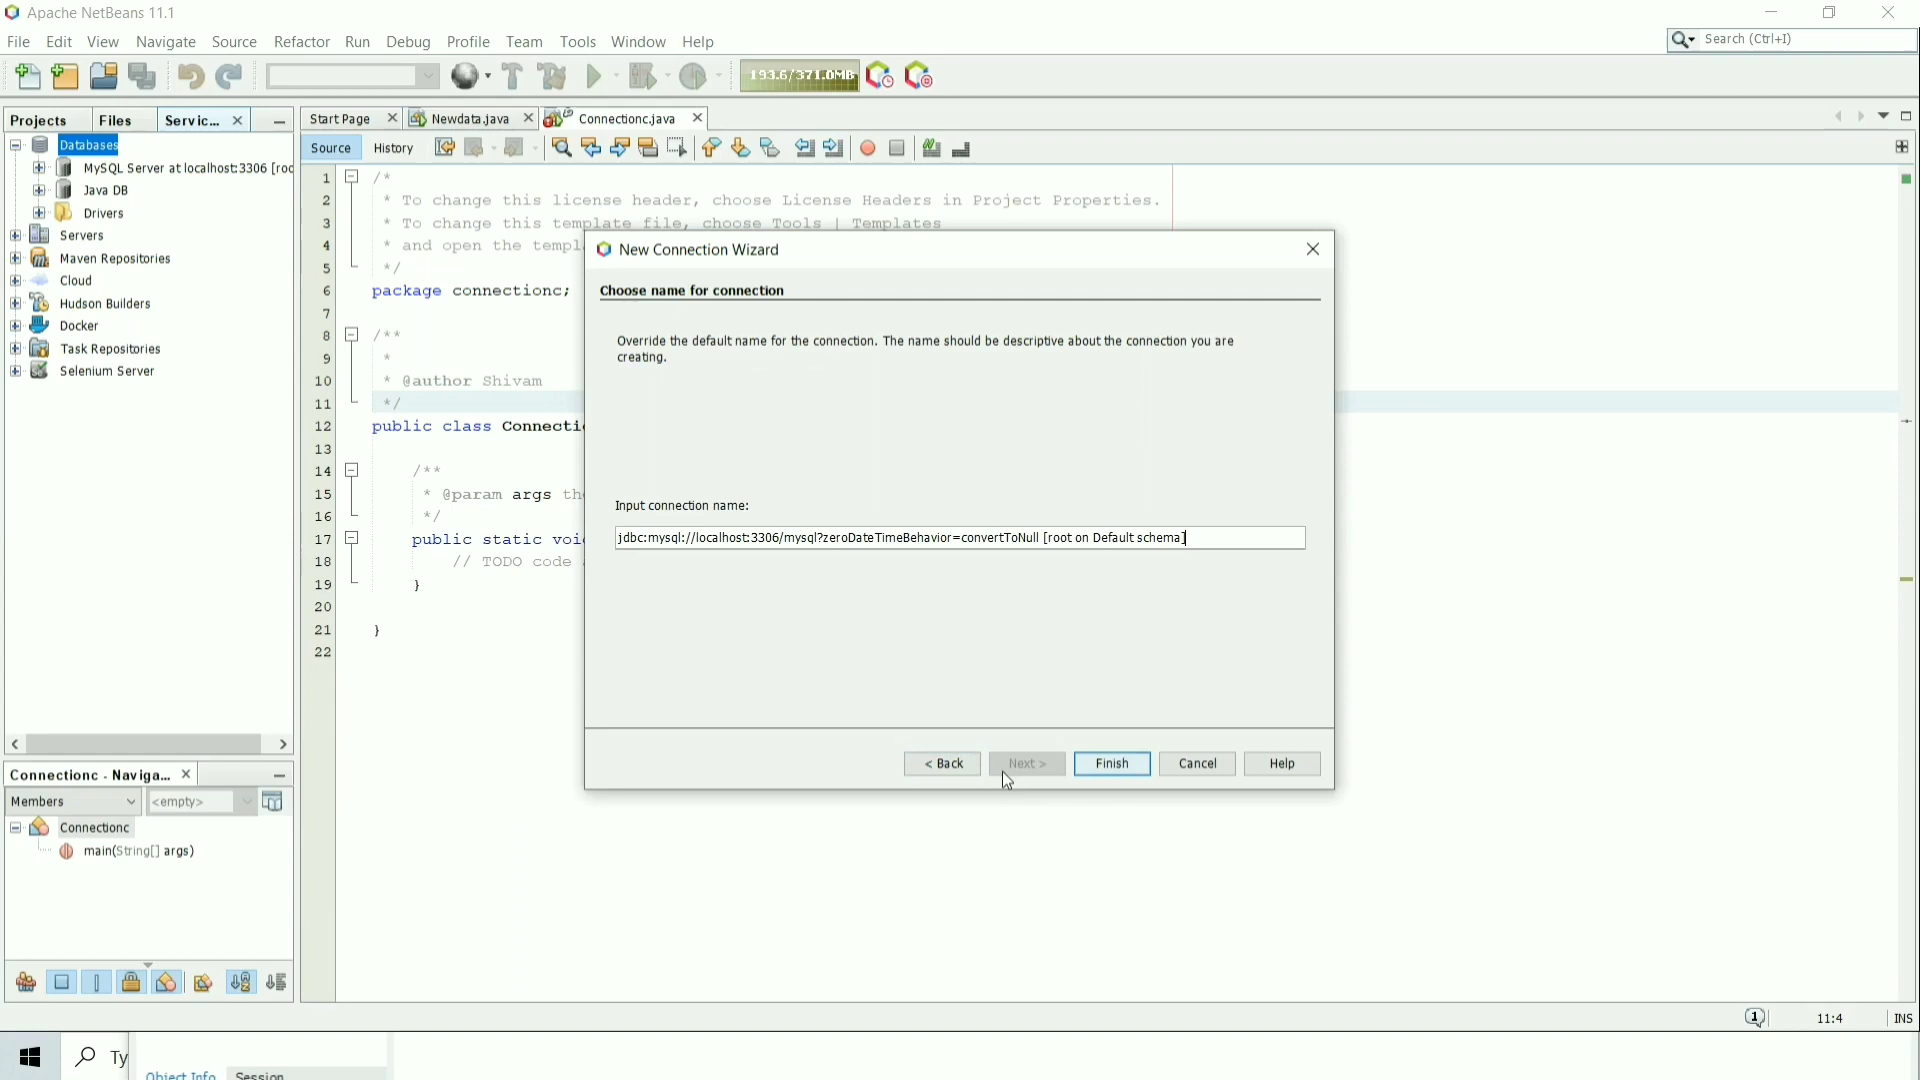 Apache NetBeans 11.1
File Edit View Navigate Source Refactor Run Debug Profile Team Tools Window Help
Search (Ctrl+I)
193.6/371.0MB
Projects Files Servic...
Start Page Newdata.java Connectionc.java
Source History
Databases
MySQL Server at localhost:3306 [roo
Java DB
Drivers
Servers
Maven Repositories
Cloud
Hudson Builders
Docker
Task Repositories
Selenium Server
1 /*
2 * To change this license header, choose License Headers in Project Properties.
3 * To change this template file, choose Tools | Templates
4 * and open the templ
5 */
6 package connectionc;
7
8 /**
9 *
10 * @author Shivam
11 */
12 public class Connectio
13
14 /**
15 * @param args the
16 */
17 public static void
18 // TODO code
19 }
20
21 }
22
New Connection Wizard
Choose name for connection
Override the default name for the connection. The name should be descriptive about the connection you are
creating.
Input connection name:
jdbc:mysql://localhost:3306/mysql?zeroDateTimeBehavior=convertToNull [root on Default schema]
< Back Next > Finish Cancel Help
Connectionc - Naviga...
Members <empty>
Connectionc
main(String[] args)
1 11:4 INS
Ty
Object Info Session